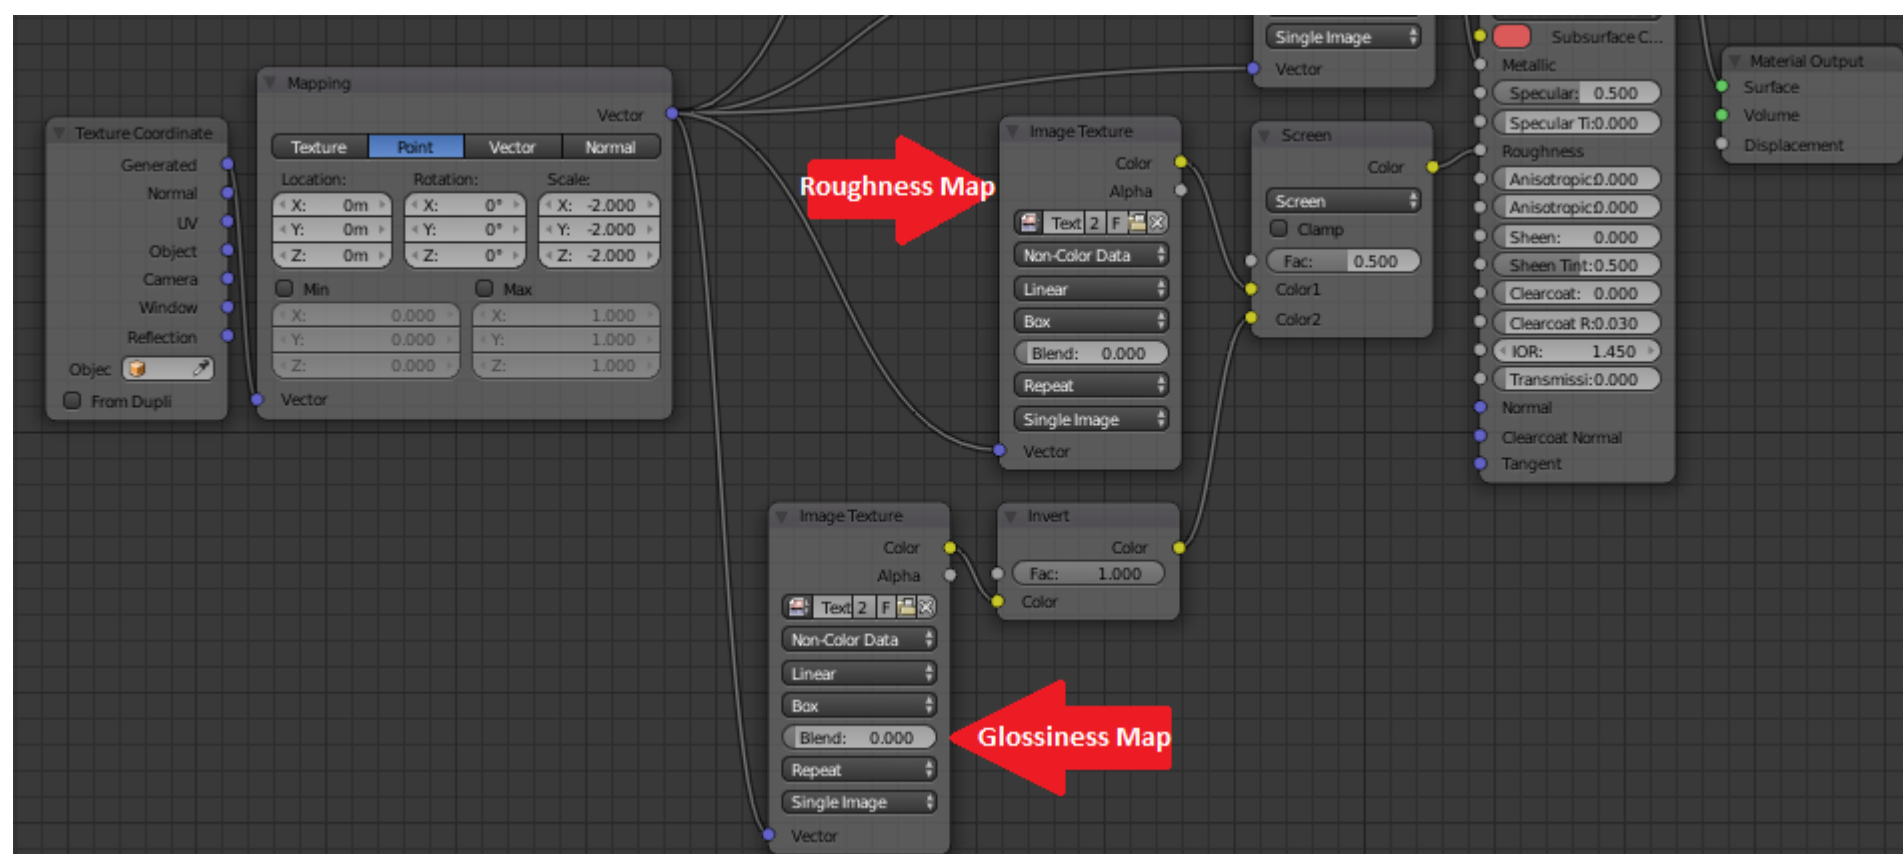 Texture Coordinate
Generated
Normal
UV
Object
Camera
Window
Reflection
Objec
From Dupli
Mapping
Vector
Texture Point Vector Normal
Location: Rotation: Scale:
X: 0m X: 0° X: -2.000
Y: 0m Y: 0° Y: -2.000
Z: 0m Z: 0° Z: -2.000
Min Max
X: 0.000 X: 1.000
Y: 0.000 Y: 1.000
Z: 0.000 Z: 1.000
Vector
Roughness Map
Image Texture
Color
Alpha
Text 2 F
Non-Color Data
Linear
Box
Blend: 0.000
Repeat
Single Image
Vector
Image Texture
Color
Alpha
Text 2 F
Non-Color Data
Linear
Box
Blend: 0.000
Repeat
Single Image
Vector
Glossiness Map
Invert
Color
Fac: 1.000
Color
Single Image
Vector
Screen
Color
Screen
Clamp
Fac: 0.500
Color1
Color2
Subsurface C...
Metallic
Specular: 0.500
Specular Ti:0.000
Roughness
Anisotropic:0.000
Anisotropic:0.000
Sheen: 0.000
Sheen Tint:0.500
Clearcoat: 0.000
Clearcoat R:0.030
IOR: 1.450
Transmissi:0.000
Normal
Clearcoat Normal
Tangent
Material Output
Surface
Volume
Displacement